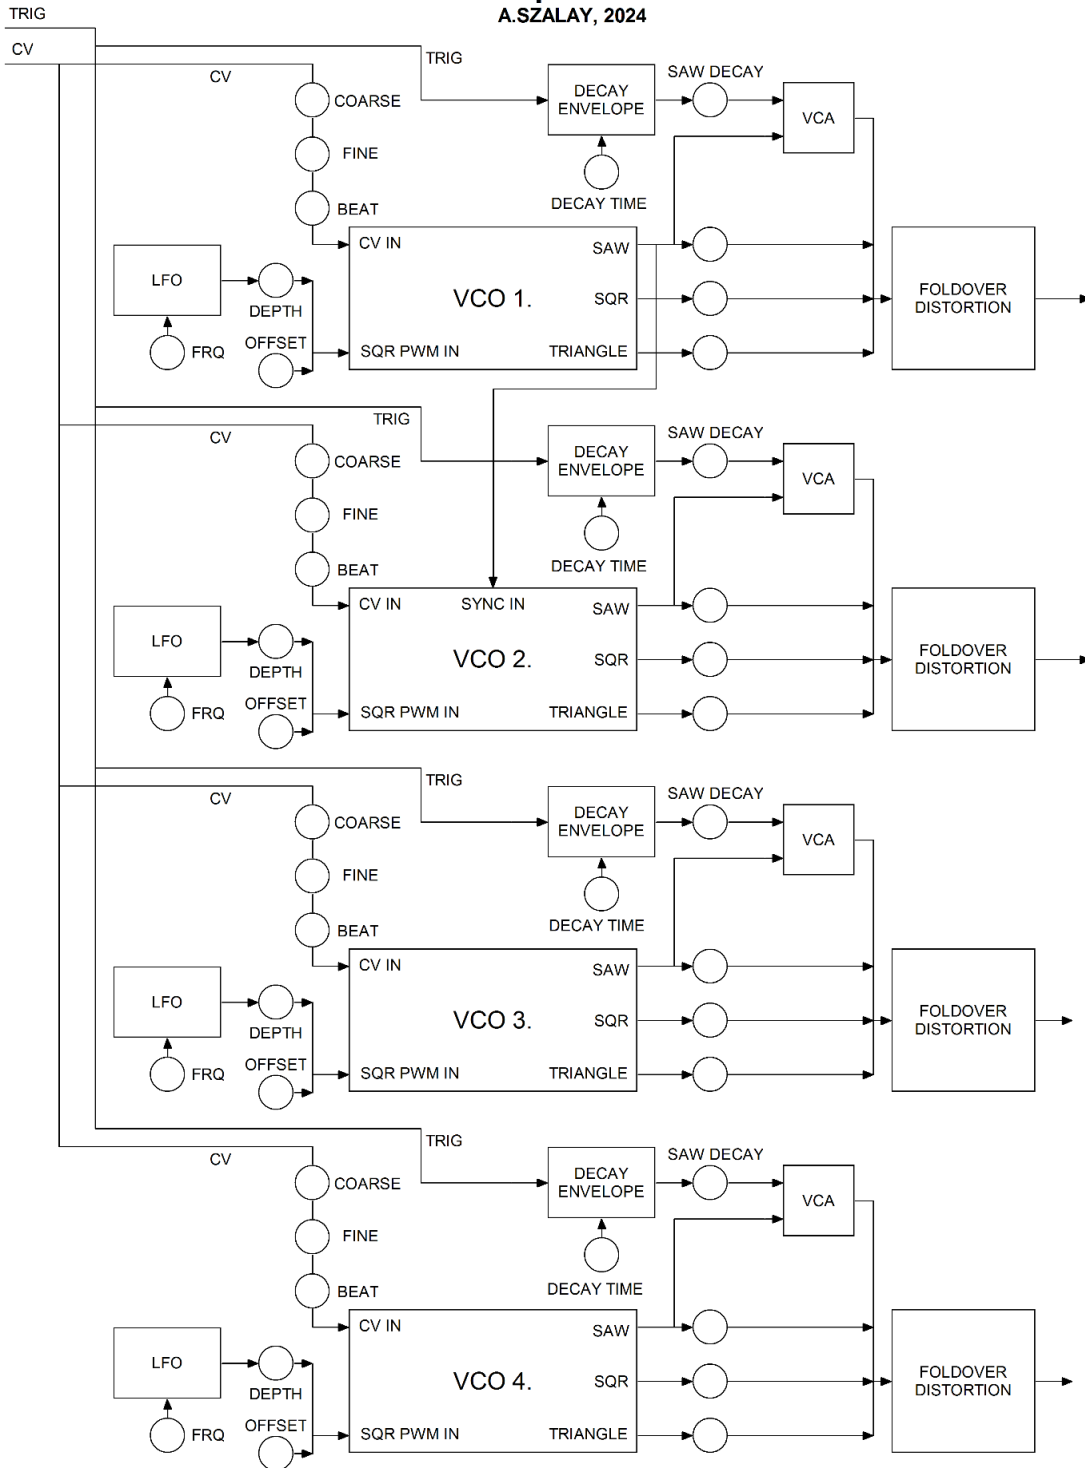 A.SZALAY, 2024
TRIG
CV
CV
TRIG
COARSE
FINE
BEAT
DECAY
ENVELOPE
SAW DECAY
VCA
DECAY TIME
LFO
DEPTH
FRQ
OFFSET
CV IN
VCO 1.
SQR PWM IN
SAW
SQR
TRIANGLE
FOLDOVER
DISTORTION
CV
TRIG
COARSE
FINE
BEAT
DECAY
ENVELOPE
SAW DECAY
VCA
DECAY TIME
LFO
DEPTH
FRQ
OFFSET
CV IN
SYNC IN
VCO 2.
SQR PWM IN
SAW
SQR
TRIANGLE
FOLDOVER
DISTORTION
CV
TRIG
COARSE
FINE
BEAT
DECAY
ENVELOPE
SAW DECAY
VCA
DECAY TIME
LFO
DEPTH
FRQ
OFFSET
CV IN
VCO 3.
SQR PWM IN
SAW
SQR
TRIANGLE
FOLDOVER
DISTORTION
CV
TRIG
COARSE
FINE
BEAT
DECAY
ENVELOPE
SAW DECAY
VCA
DECAY TIME
LFO
DEPTH
FRQ
OFFSET
CV IN
VCO 4.
SQR PWM IN
SAW
SQR
TRIANGLE
FOLDOVER
DISTORTION